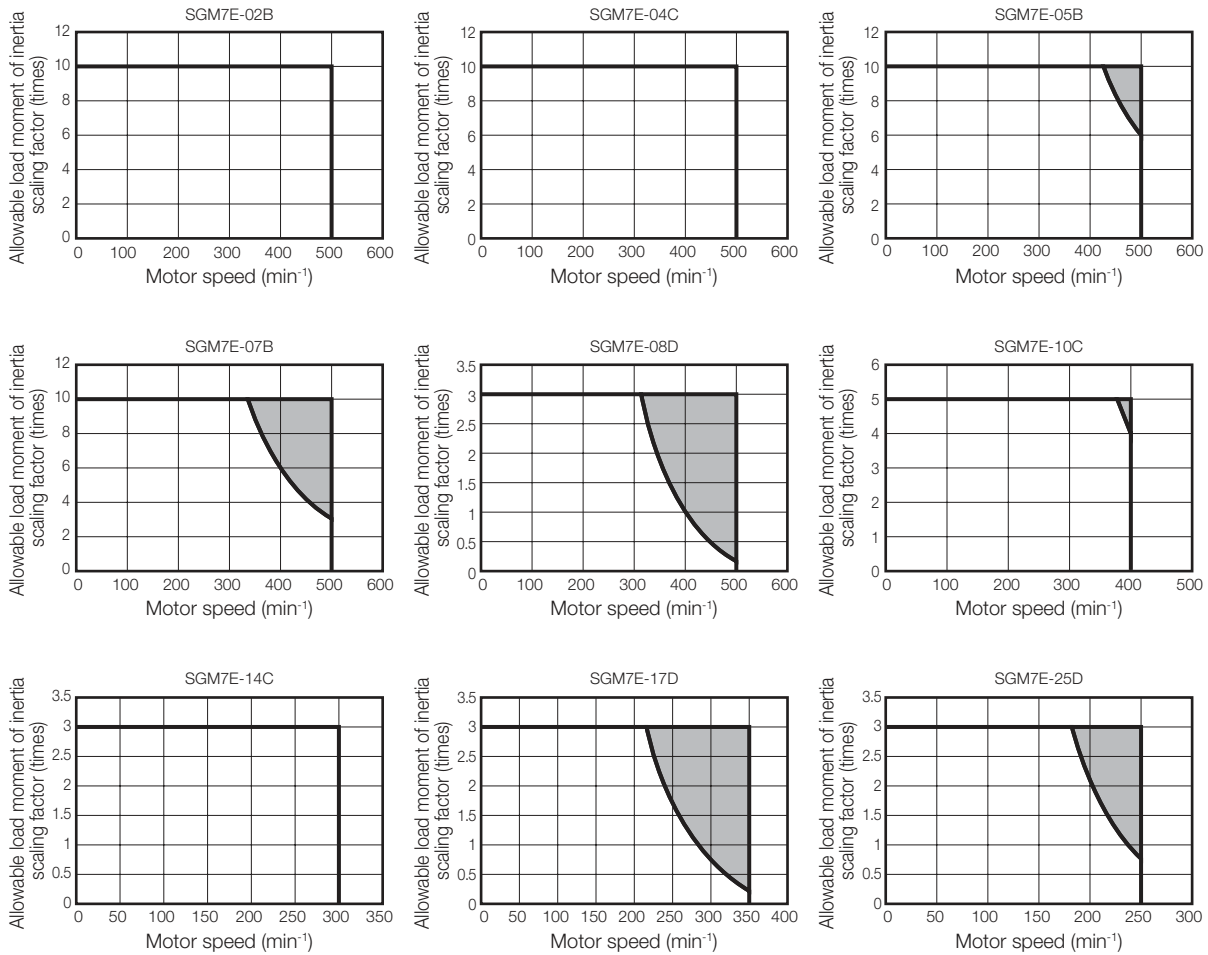 SGM7E-02B
Allowable load moment of inertia
scaling factor (times)
12
10
8
6
4
2
0
0 100 200 300 400 500 600
Motor speed (min-1)
SGM7E-04C
Allowable load moment of inertia
scaling factor (times)
12
10
8
6
4
2
0
0 100 200 300 400 500 600
Motor speed (min-1)
SGM7E-05B
Allowable load moment of inertia
scaling factor (times)
12
10
8
6
4
2
0
0 100 200 300 400 500 600
Motor speed (min-1)
SGM7E-07B
Allowable load moment of inertia
scaling factor (times)
12
10
8
6
4
2
0
0 100 200 300 400 500 600
Motor speed (min-1)
SGM7E-08D
Allowable load moment of inertia
scaling factor (times)
3.5
3
2.5
2
1.5
1
0.5
0
0 100 200 300 400 500 600
Motor speed (min-1)
SGM7E-10C
Allowable load moment of inertia
scaling factor (times)
6
5
4
3
2
1
0
0 100 200 300 400 500
Motor speed (min-1)
SGM7E-14C
Allowable load moment of inertia
scaling factor (times)
3.5
3
2.5
2
1.5
1
0.5
0
0 50 100 150 200 250 300 350
Motor speed (min-1)
SGM7E-17D
Allowable load moment of inertia
scaling factor (times)
3.5
3
2.5
2
1.5
1
0.5
0
0 50 100 150 200 250 300 350 400
Motor speed (min-1)
SGM7E-25D
Allowable load moment of inertia
scaling factor (times)
3.5
3
2.5
2
1.5
1
0.5
0
0 50 100 150 200 250 300
Motor speed (min-1)